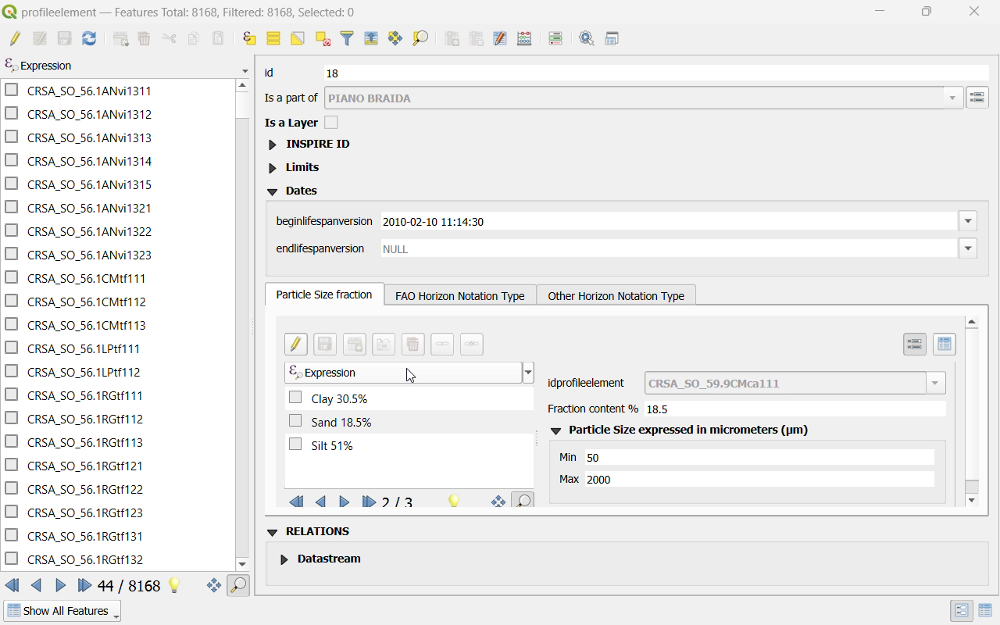 profileelement — Features Total: 8168, Filtered: 8168, Selected: 0
Expression
CRSA_SO_56.1ANvi1311
CRSA_SO_56.1ANvi1312
CRSA_SO_56.1ANvi1313
CRSA_SO_56.1ANvi1314
CRSA_SO_56.1ANvi1315
CRSA_SO_56.1ANvi1321
CRSA_SO_56.1ANvi1322
CRSA_SO_56.1ANvi1323
CRSA_SO_56.1CMtf111
CRSA_SO_56.1CMtf112
CRSA_SO_56.1CMtf113
CRSA_SO_56.1LPtf111
CRSA_SO_56.1LPtf112
CRSA_SO_56.1RGtf111
CRSA_SO_56.1RGtf112
CRSA_SO_56.1RGtf113
CRSA_SO_56.1RGtf121
CRSA_SO_56.1RGtf122
CRSA_SO_56.1RGtf123
CRSA_SO_56.1RGtf131
CRSA_SO_56.1RGtf132
44 / 8168
Show All Features
id 18
Is a part of PIANO BRAIDA
Is a Layer
INSPIRE ID
Limits
Dates
beginlifespanversion 2010-02-10 11:14:30
endlifespanversion NULL
Particle Size fraction FAO Horizon Notation Type Other Horizon Notation Type
Expression
Clay 30.5%
Sand 18.5%
Silt 51%
2 / 3
idprofileelement CRSA_SO_59.9CMca111
Fraction content % 18.5
Particle Size expressed in micrometers (µm)
Min 50
Max 2000
RELATIONS
Datastream